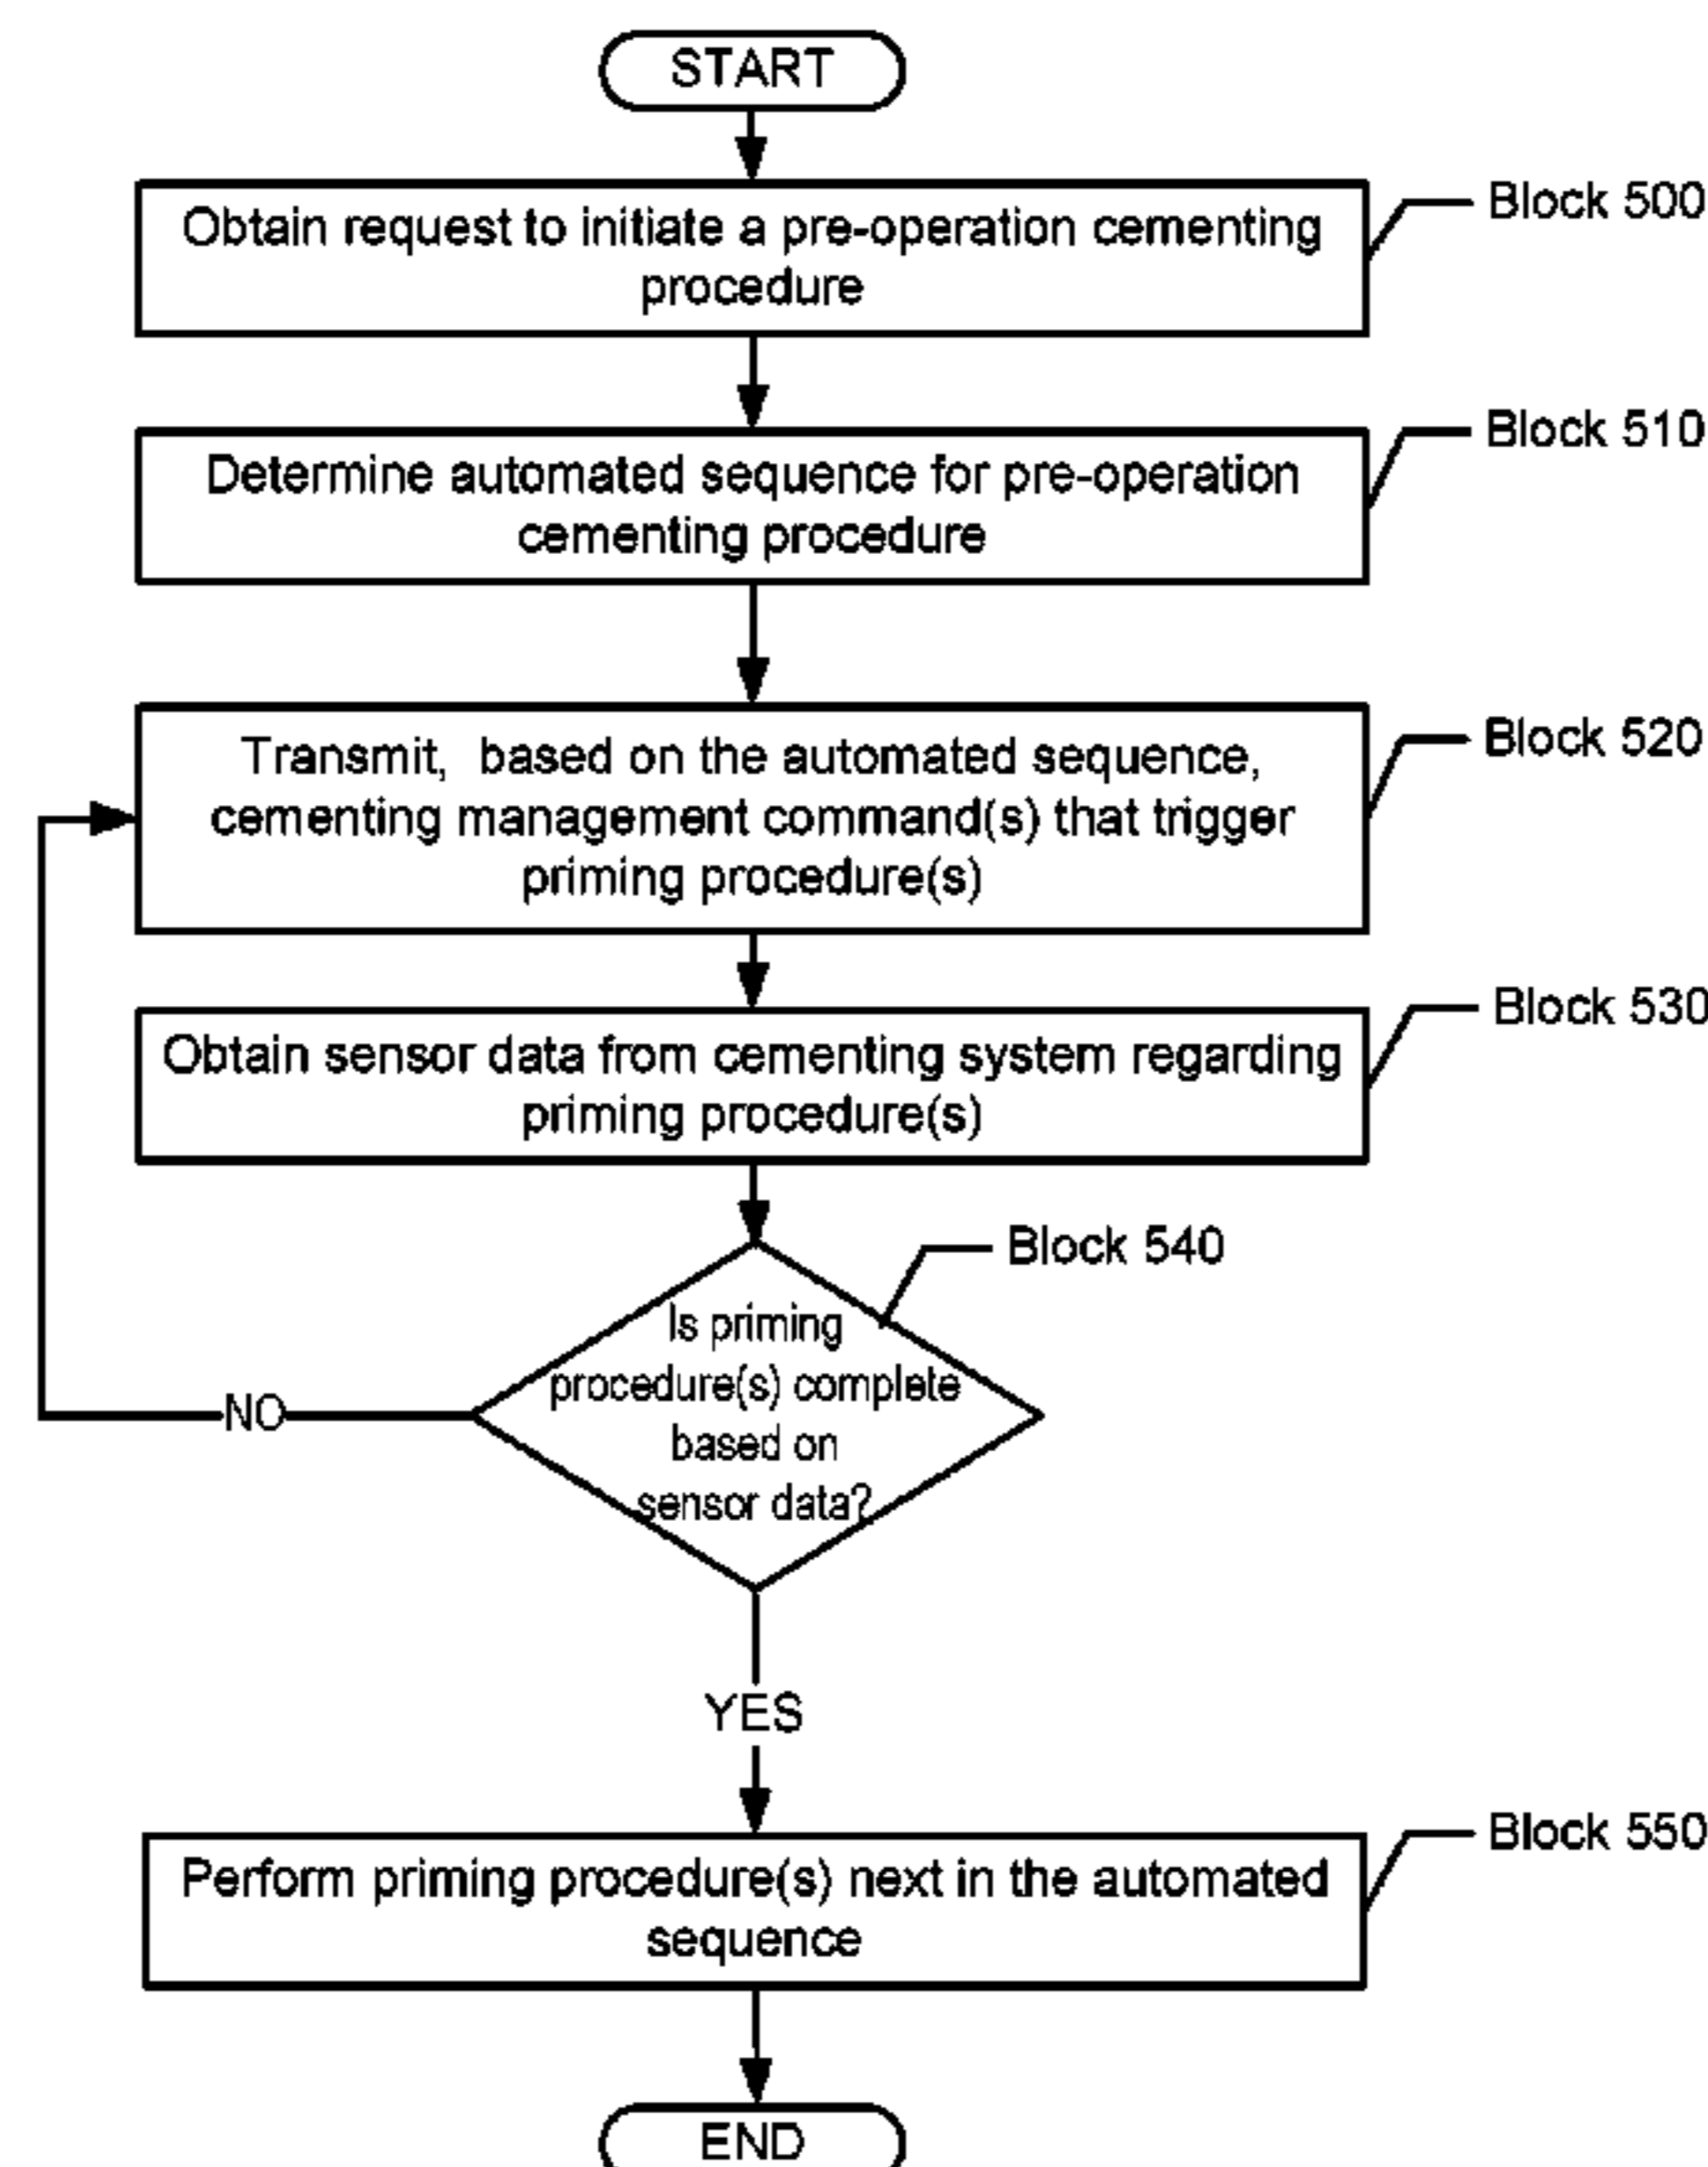 START
Obtain request to initiate a pre-operation cementing
procedure
Block 500
Determine automated sequence for pre-operation
cementing procedure
Block 510
Transmit, based on the automated sequence,
cementing management command(s) that trigger
priming procedure(s)
Block 520
Obtain sensor data from cementing system regarding
priming procedure(s)
Block 530
Is priming
procedure(s) complete
based on
sensor data?
Block 540
NO
YES
Perform priming procedure(s) next in the automated
sequence
Block 550
END